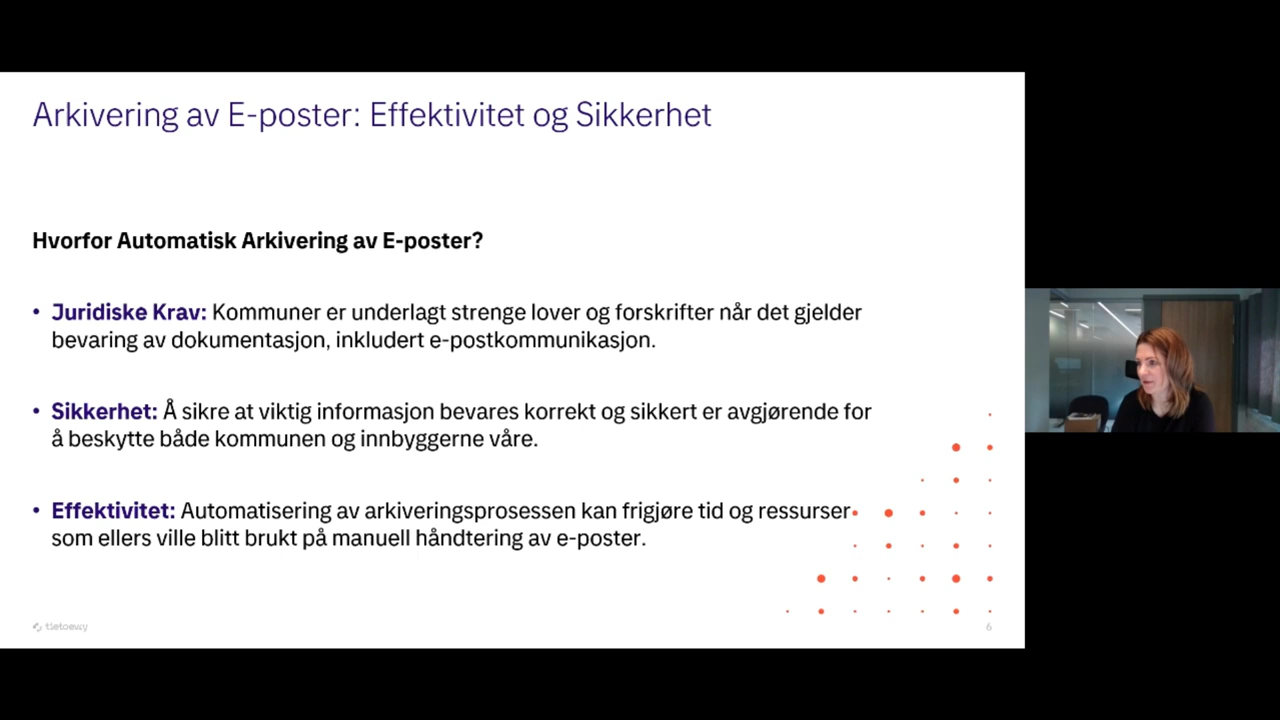 Arkivering av E-poster: Effektivitet og Sikkerhet
Hvorfor Automatisk Arkivering av E-poster?
• Juridiske Krav: Kommuner er underlagt strenge lover og forskrifter når det gjelder
bevaring av dokumentasjon, inkludert e-postkommunikasjon.
• Sikkerhet: Å sikre at viktig informasjon bevares korrekt og sikkert er avgjørende for
å beskytte både kommunen og innbyggerne våre.
• Effektivitet: Automatisering av arkiveringsprosessen kan frigjøre tid og ressurser
som ellers ville blitt brukt på manuell håndtering av e-poster.
tietoevry
6